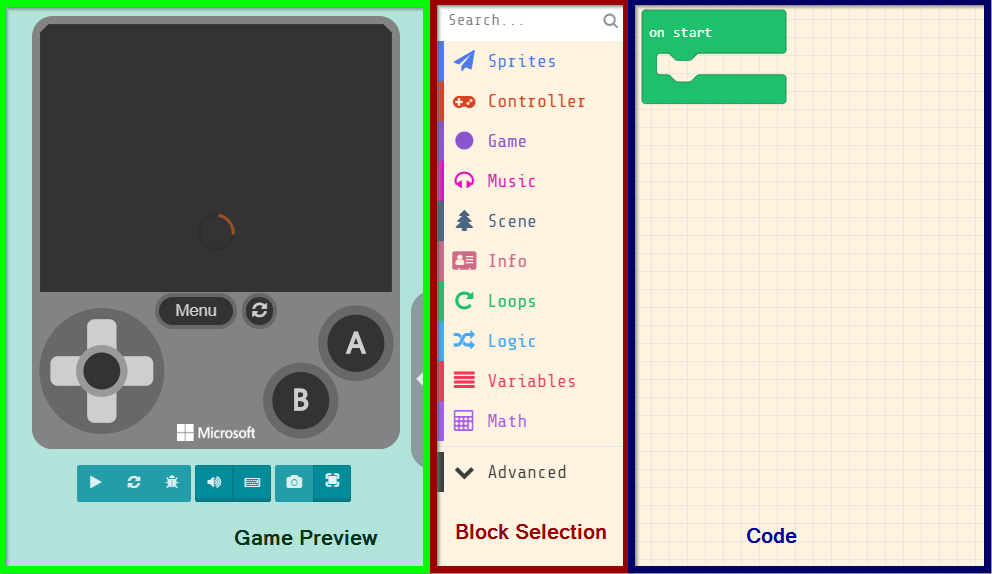 Menu
A
B
Microsoft
Game Preview
Search...
Sprites
Controller
Game
Music
Scene
Info
Loops
Logic
Variables
Math
Advanced
Block Selection
on start
Code